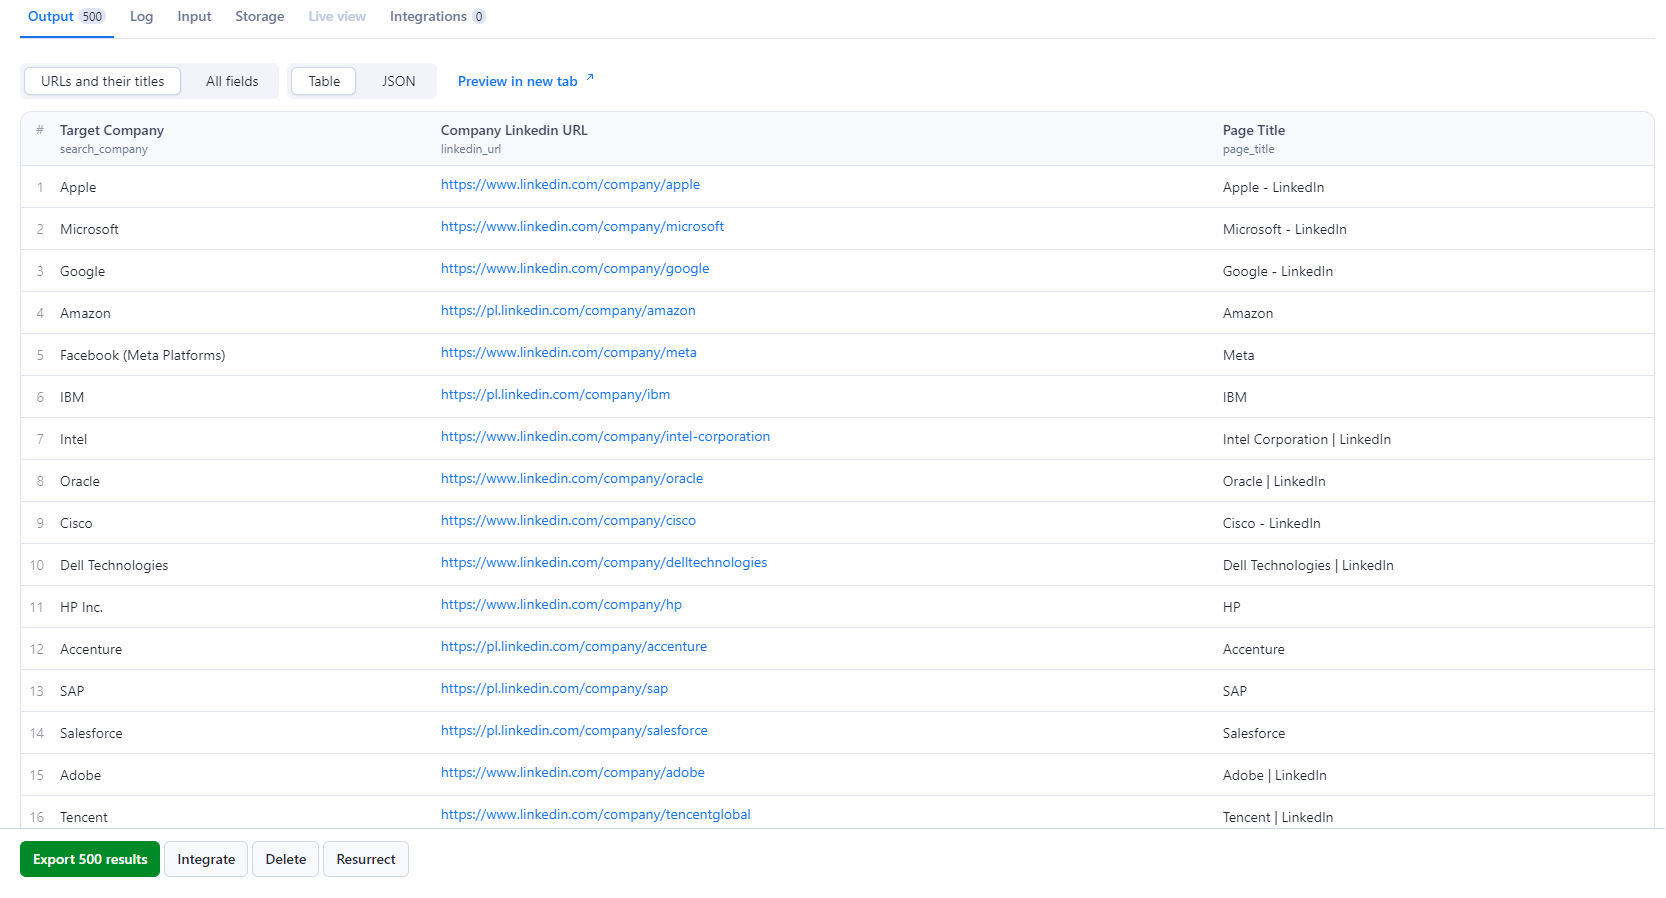 Output 500 Log Input Storage Live view Integrations 0
URLs and their titles All fields Table JSON Preview in new tab ↗
# Target Company Company Linkedin URL Page Title
search_company linkedin_url page_title
1 Apple https://www.linkedin.com/company/apple Apple - LinkedIn
2 Microsoft https://www.linkedin.com/company/microsoft Microsoft - LinkedIn
3 Google https://www.linkedin.com/company/google Google - LinkedIn
4 Amazon https://pl.linkedin.com/company/amazon Amazon
5 Facebook (Meta Platforms) https://www.linkedin.com/company/meta Meta
6 IBM https://pl.linkedin.com/company/ibm IBM
7 Intel https://www.linkedin.com/company/intel-corporation Intel Corporation | LinkedIn
8 Oracle https://www.linkedin.com/company/oracle Oracle | LinkedIn
9 Cisco https://www.linkedin.com/company/cisco Cisco - LinkedIn
10 Dell Technologies https://www.linkedin.com/company/delltechnologies Dell Technologies | LinkedIn
11 HP Inc. https://www.linkedin.com/company/hp HP
12 Accenture https://pl.linkedin.com/company/accenture Accenture
13 SAP https://pl.linkedin.com/company/sap SAP
14 Salesforce https://pl.linkedin.com/company/salesforce Salesforce
15 Adobe https://www.linkedin.com/company/adobe Adobe | LinkedIn
16 Tencent https://www.linkedin.com/company/tencentglobal Tencent | LinkedIn
Export 500 results Integrate Delete Resurrect